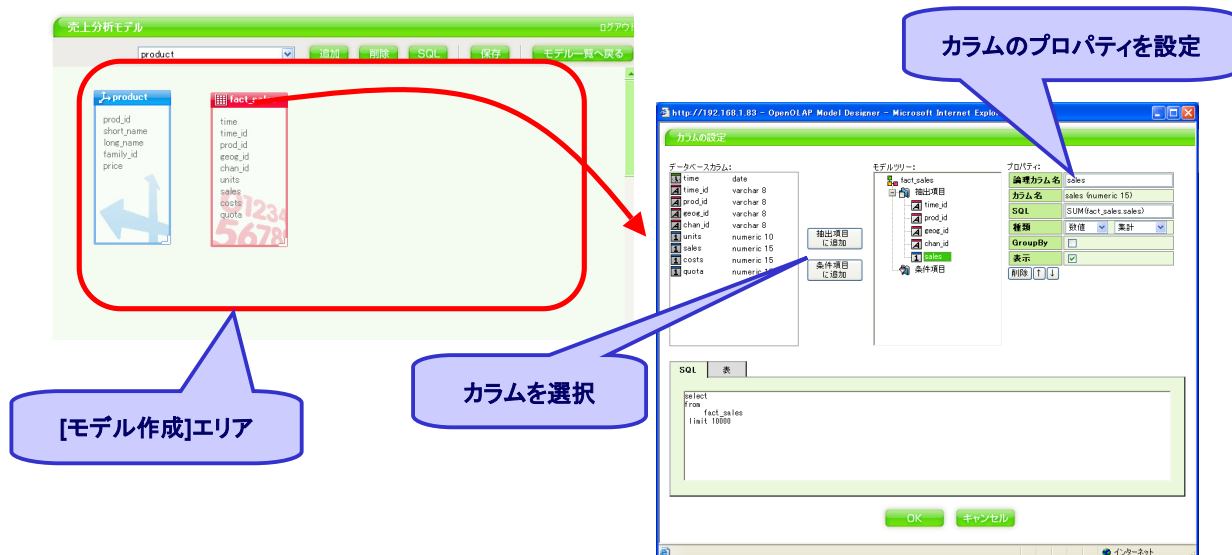 売上分析モデル
ログアウト
product
追加
削除
SQL
保存
モデル一覧へ戻る
product
prod_id
short_name
long_name
family_id
price
fact_sales
time
time_id
prod_id
geog_id
chan_id
units
sales
costs
quota
[モデル作成]エリア
カラムを選択
カラムのプロパティを設定
http://192.168.1.83 - OpenOLAP Model Designer - Microsoft Internet Explo
カラムの設定
データベースカラム:
time date
time_id varchar 8
prod_id varchar 8
geog_id varchar 8
chan_id varchar 8
units numeric 10
sales numeric 15
costs numeric 15
quota numeric
抽出項目
に追加
条件項目
に追加
モデルツリー:
fact_sales
抽出項目
time_id
prod_id
geog_id
chan_id
sales
条件項目
プロパティ:
論理カラム名 sales
カラム名 sales (numeric 15)
SQL SUM(fact_sales.sales)
種類 数値 集計
GroupBy
表示
削除 ↑ ↓
SQL 表
select
from
fact_sales
limit 10000
OK キャンセル
インターネット